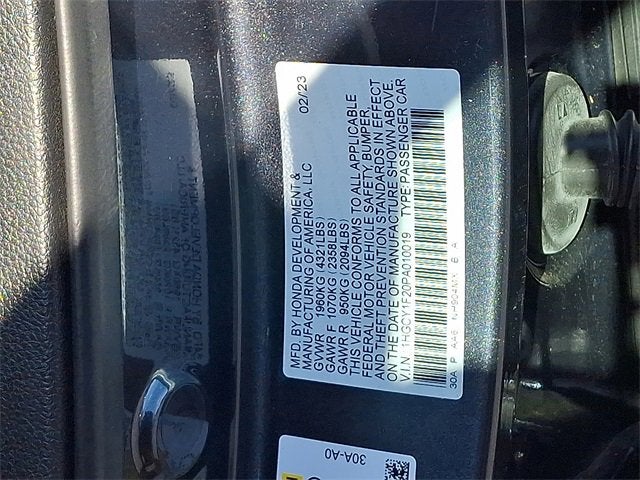 MFD. BY HONDA DEVELOPMENT & 02/23
MANUFACTURING OF AMERICA, LLC
GVWR 1960KG (4321LBS)
GAWR F 1070KG (2358LBS)
GAWR R 950KG (2094LBS)
THIS VEHICLE CONFORMS TO ALL APPLICABLE
FEDERAL MOTOR VEHICLE SAFETY, BUMPER,
AND THEFT PREVENTION STANDARDS IN EFFECT
ON THE DATE OF MANUFACTURE SHOWN ABOVE.
V.I.N. 1HGCY1F20PA010019 TYPE:PASSENGER CAR
30A P AA6 NH904MX B A
30A-A0